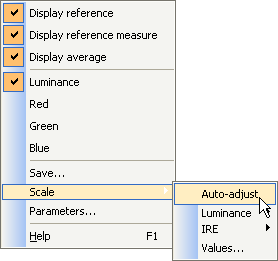 Display reference
Display reference measure
Display average
Luminance
Red
Green
Blue
Save...
Scale
Parameters...
Help F1
Auto-adjust
Luminance
IRE
Values...